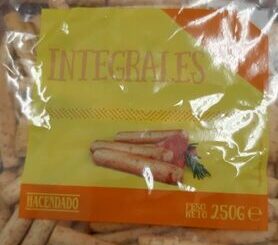 INTEGRALES
HACENDADO
PESO
NETO 250G